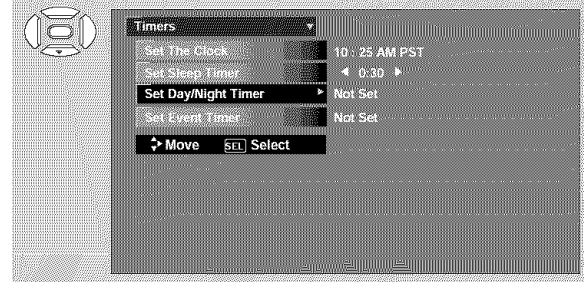 Timers
Set The Clock 10 : 25 AM PST
Set Sleep Timer 0:30
Set Day/Night Timer Not Set
Set Event Timer Not Set
Move SEL Select